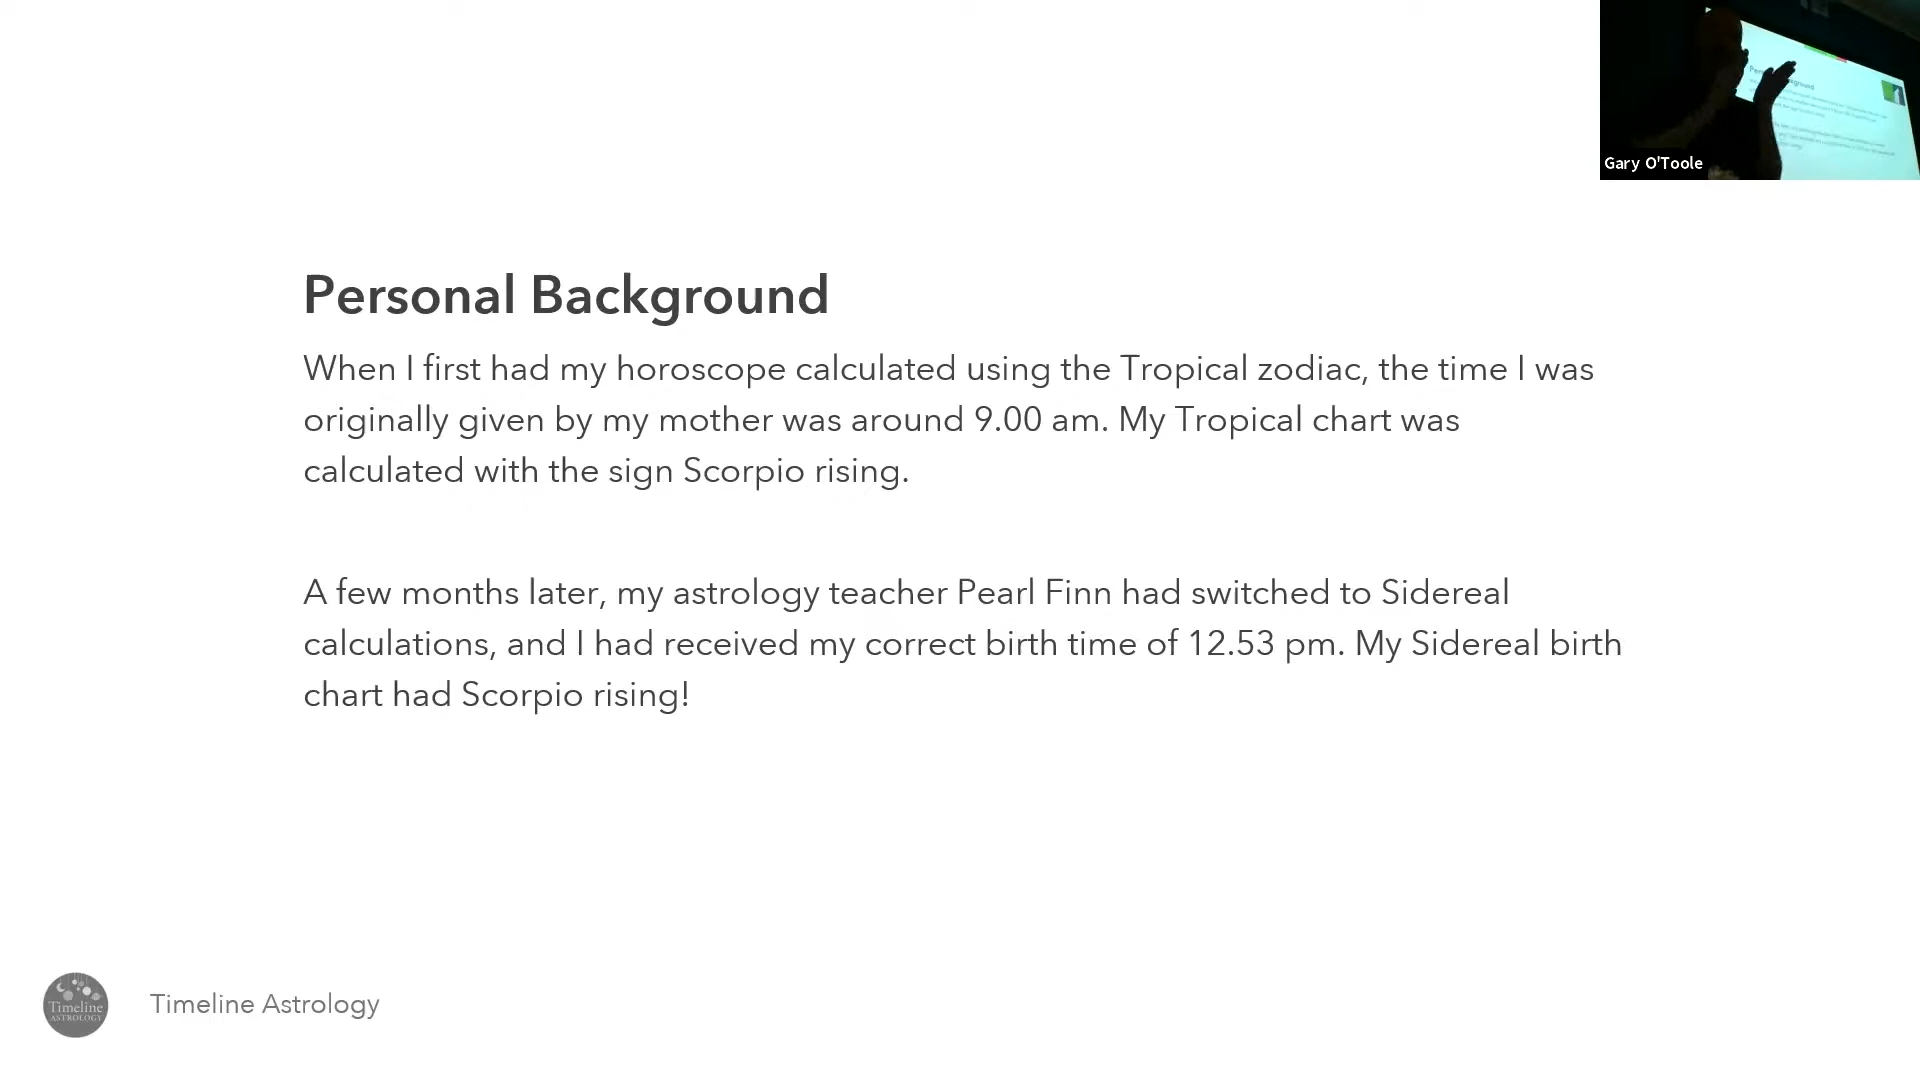 Gary O'Toole
Personal Background
When I first had my horoscope calculated using the Tropical zodiac, the time I was
originally given by my mother was around 9.00 am. My Tropical chart was
calculated with the sign Scorpio rising.
A few months later, my astrology teacher Pearl Finn had switched to Sidereal
calculations, and I had received my correct birth time of 12.53 pm. My Sidereal birth
chart had Scorpio rising!
Timeline
ASTROLOGY
Timeline Astrology